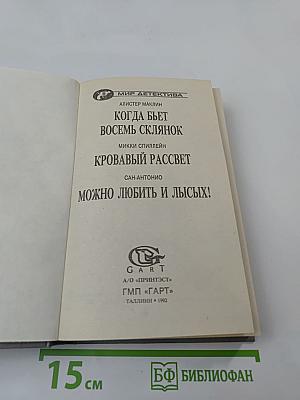 МИР ДЕТЕКТИВА
АЛИСТЕР МАКЛИН
КОГДА БЬЕТ
ВОСЕМЬ СКЛЯНОК
МИККИ СПИЛЛЕЙН
КРОВАВЫЙ РАССВЕТ
САН-АНТОНИО
МОЖНО ЛЮБИТЬ И ЛЫСЫХ!
GART
А/О «ПРИНТЭСТ»
ГМП «ГАРТ»
ТАЛЛИНН • 1992
15 см
БФ БИБЛИОФАН